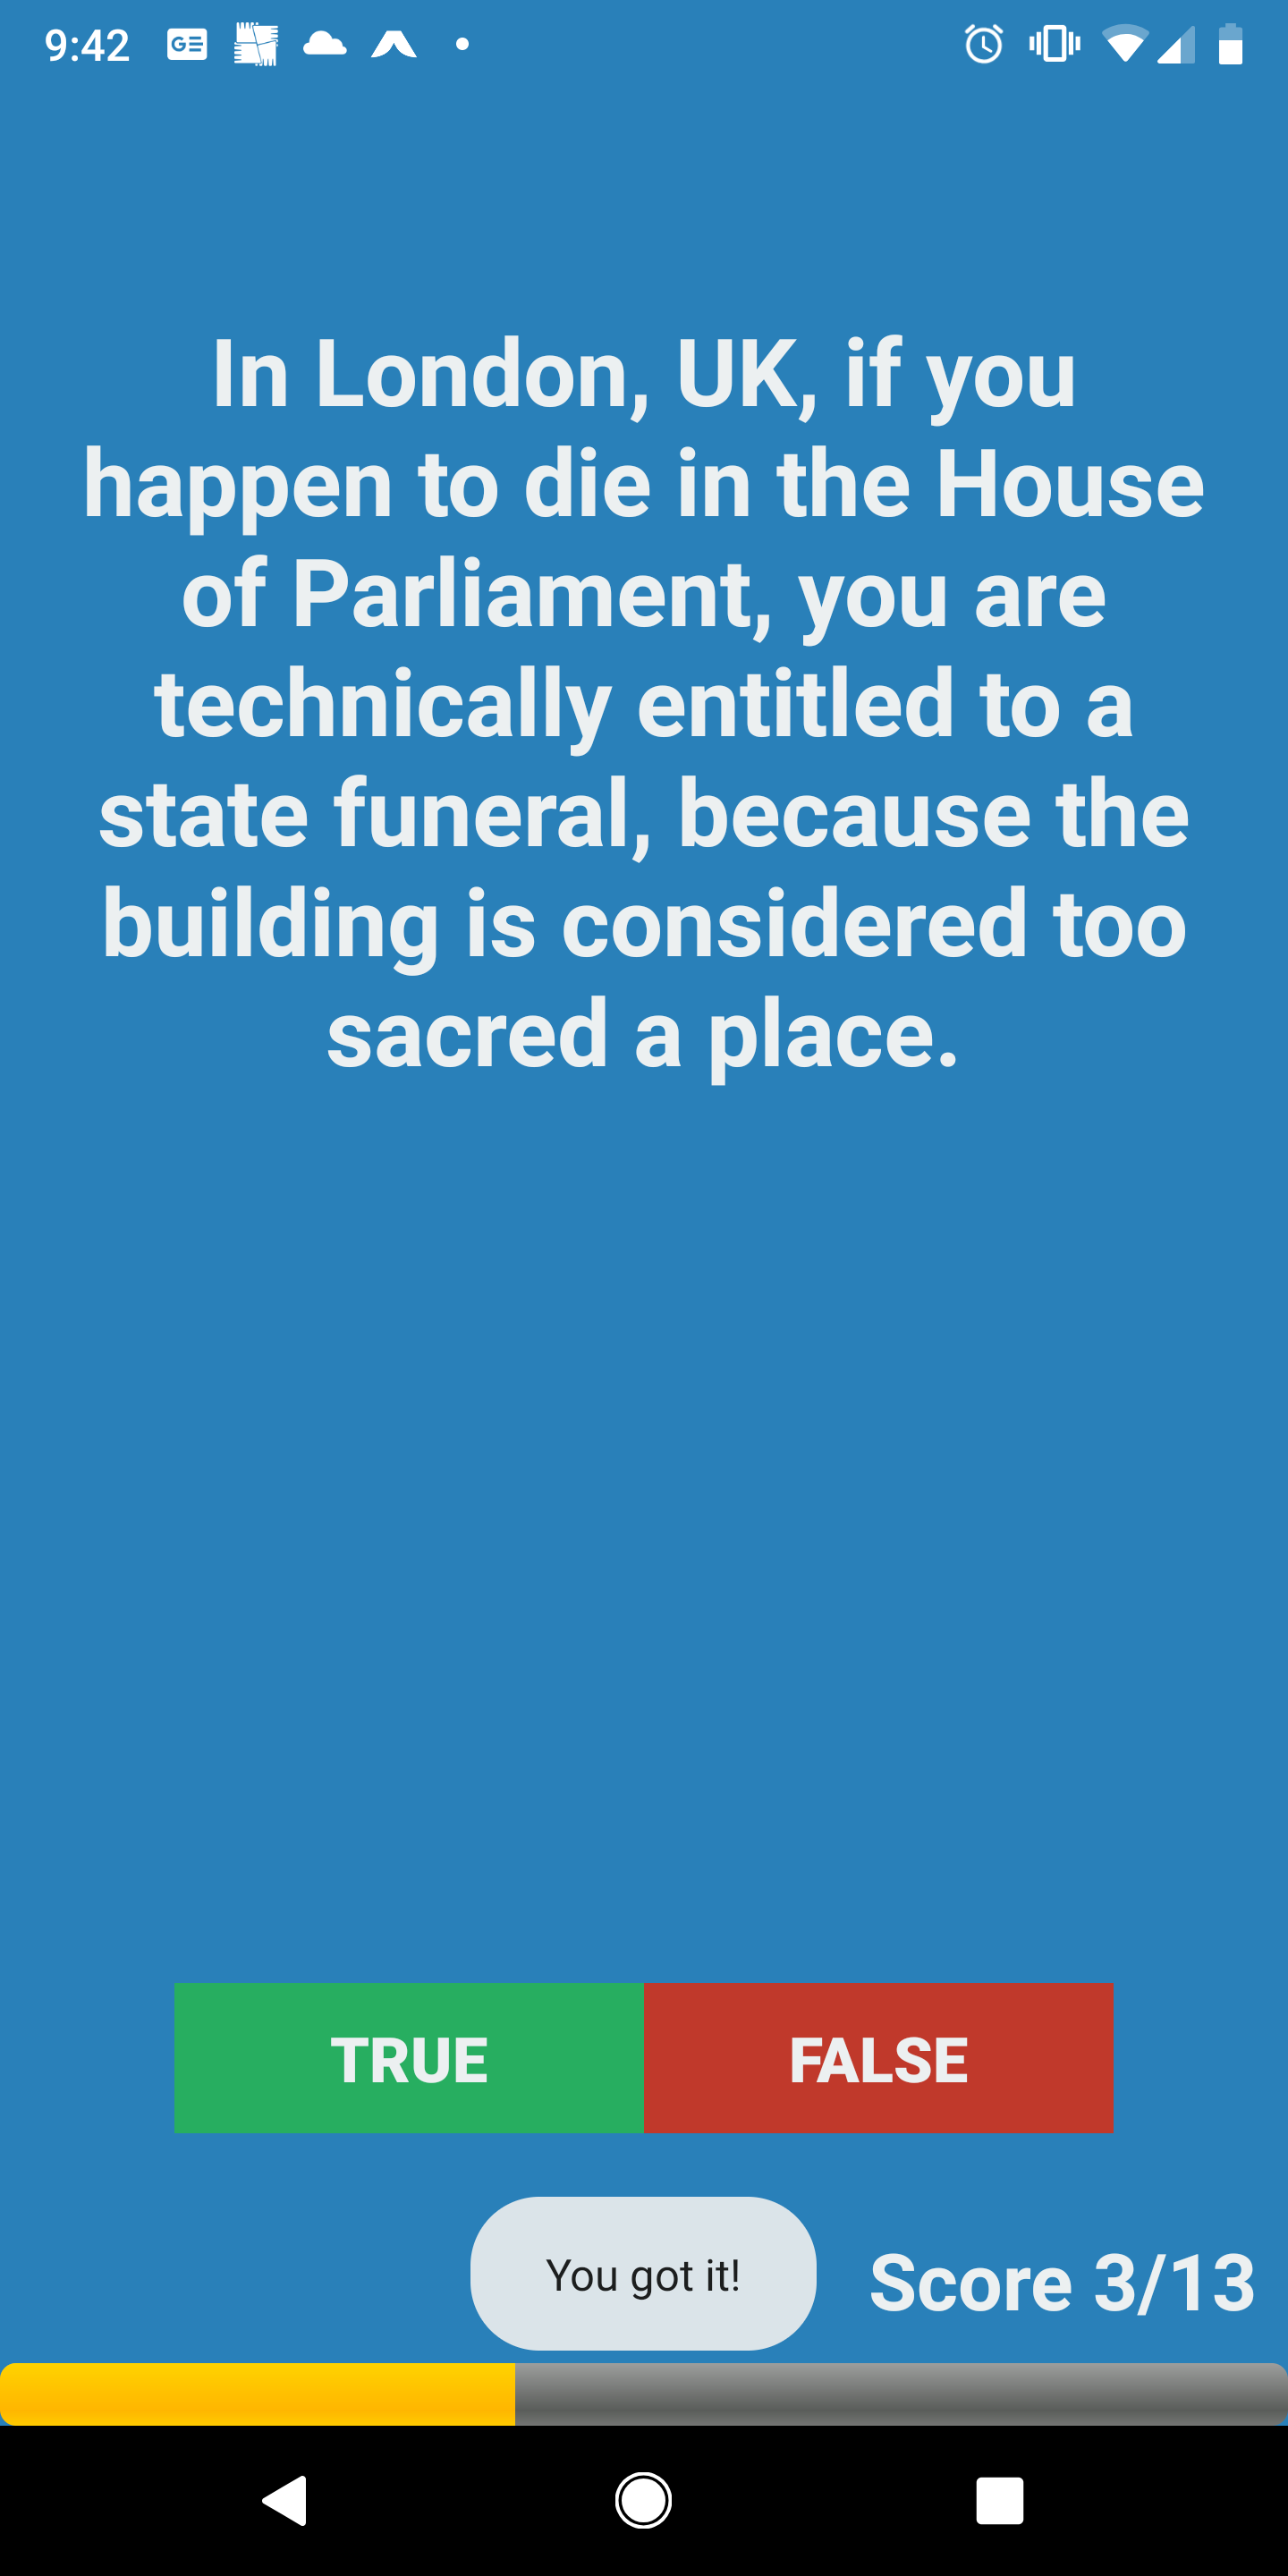 9:42
In London, UK, if you
happen to die in the House
of Parliament, you are
technically entitled to a
state funeral, because the
building is considered too
sacred a place.
TRUE
FALSE
You got it!
Score 3/13